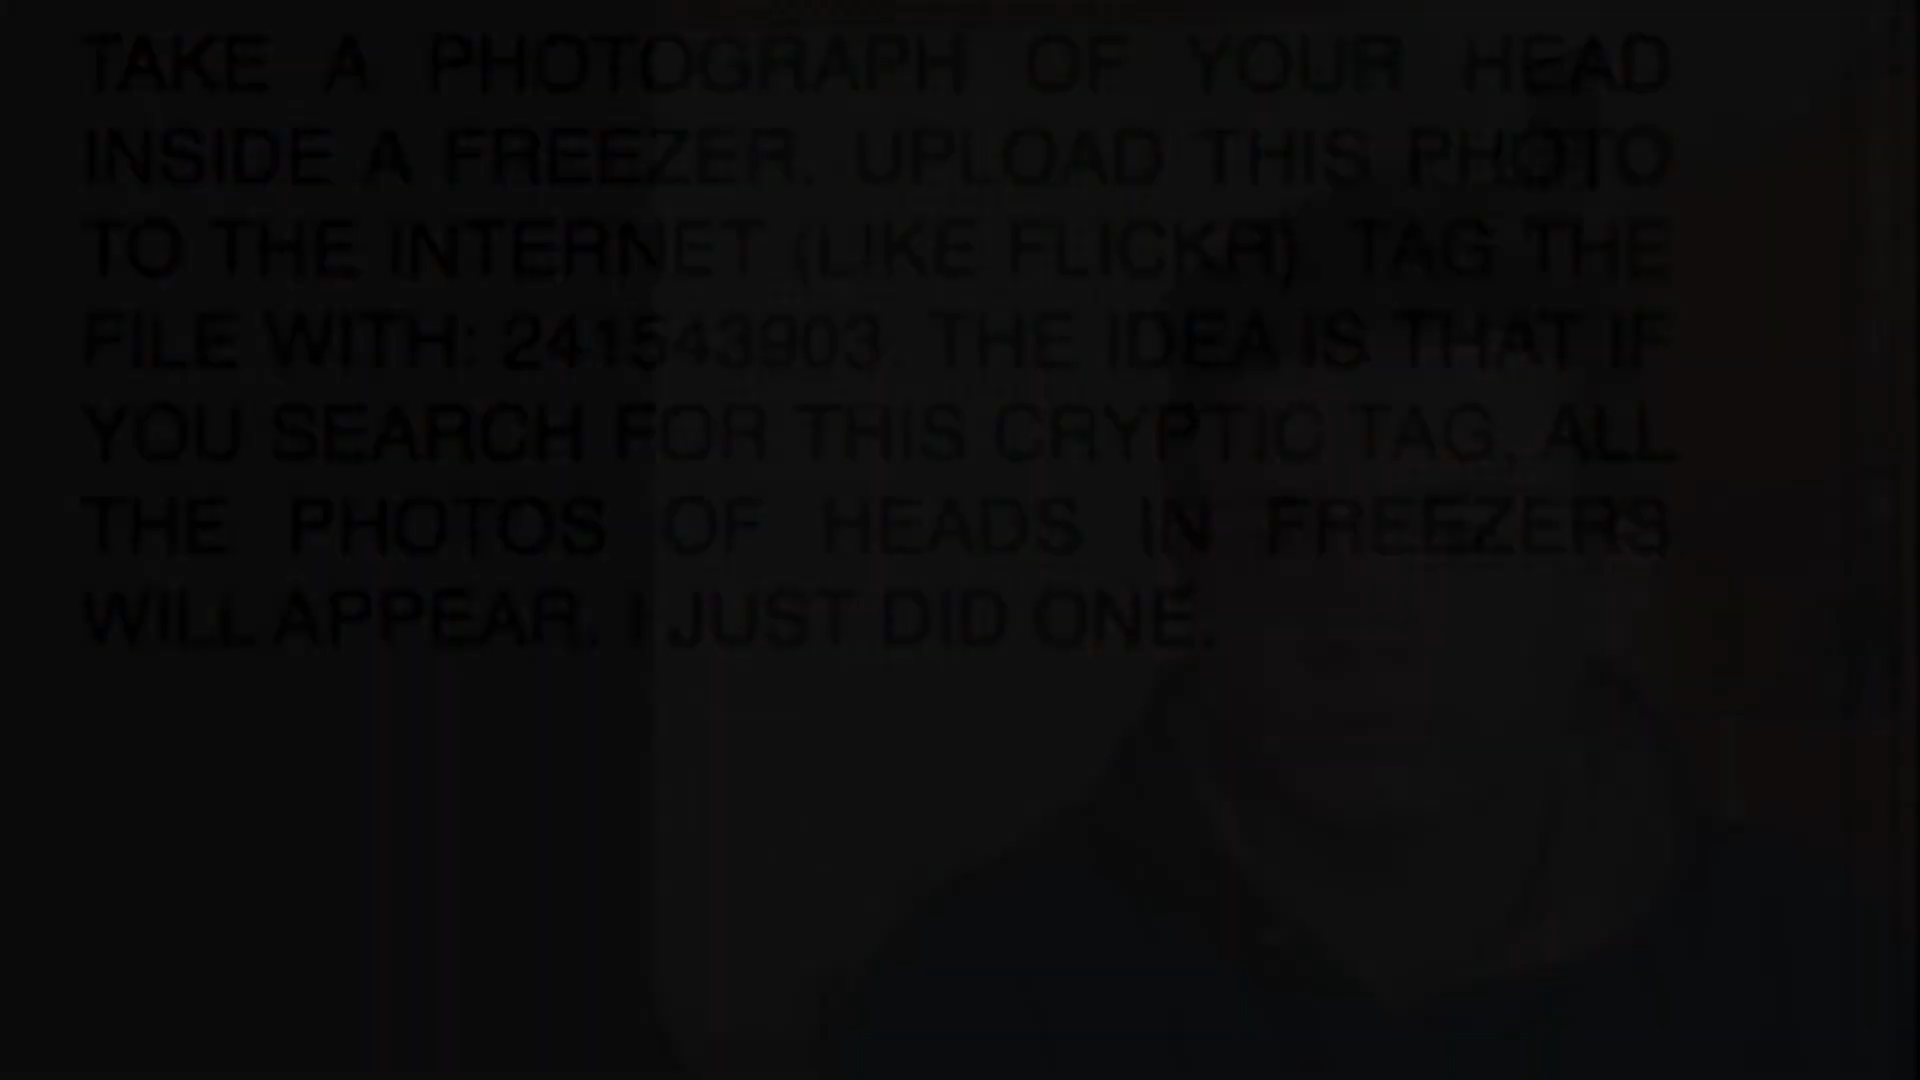 TAKE A PHOTOGRAPH OF YOUR HEAD
INSIDE A FREEZER. UPLOAD THIS PHOTO
TO THE INTERNET (LIKE FLICKR). TAG THE
FILE WITH: 241543903. THE IDEA IS THAT IF
YOU SEARCH FOR THIS CRYPTIC TAG, ALL
THE PHOTOS OF HEADS IN FREEZERS
WILL APPEAR. I JUST DID ONE.